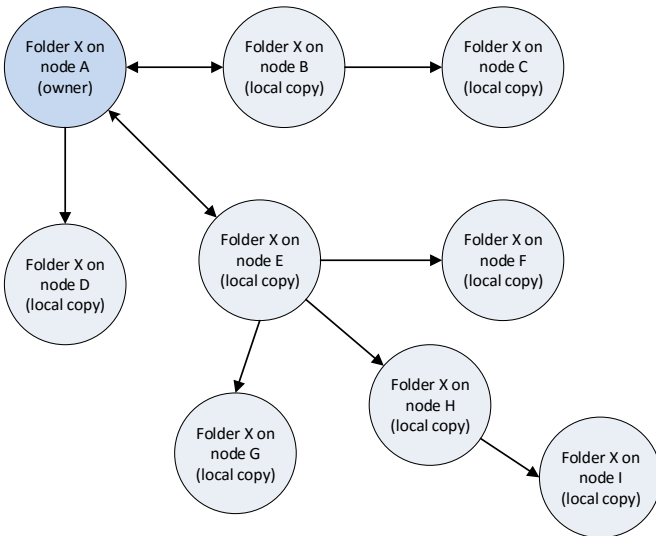 Folder X on
node A
(owner)
Folder X on
node B
(local copy)
Folder X on
node C
(local copy)
Folder X on
node D
(local copy)
Folder X on
node E
(local copy)
Folder X on
node F
(local copy)
Folder X on
node G
(local copy)
Folder X on
node H
(local copy)
Folder X on
node I
(local copy)